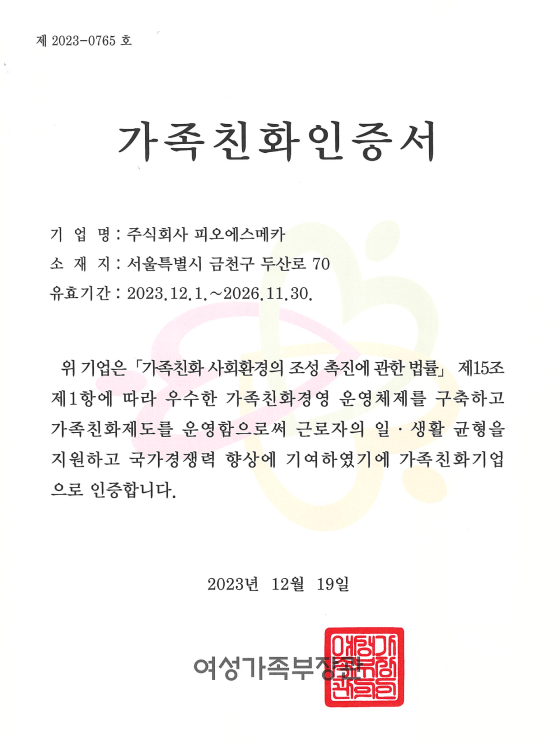 제 2023-0765 호
가족친화인증서
기 업 명 : 주식회사 피오에스메카
소 재 지 : 서울특별시 금천구 두산로 70
유효기간 : 2023.12.1.~2026.11.30.
위 기업은 「가족친화 사회환경의 조성 촉진에 관한 법률」 제15조
제1항에 따라 우수한 가족친화경영 운영체제를 구축하고
가족친화제도를 운영함으로써 근로자의 일 · 생활 균형을
지원하고 국가경쟁력 향상에 기여하였기에 가족친화기업
으로 인증합니다.
2023년 12월 19일
여성가족부장관